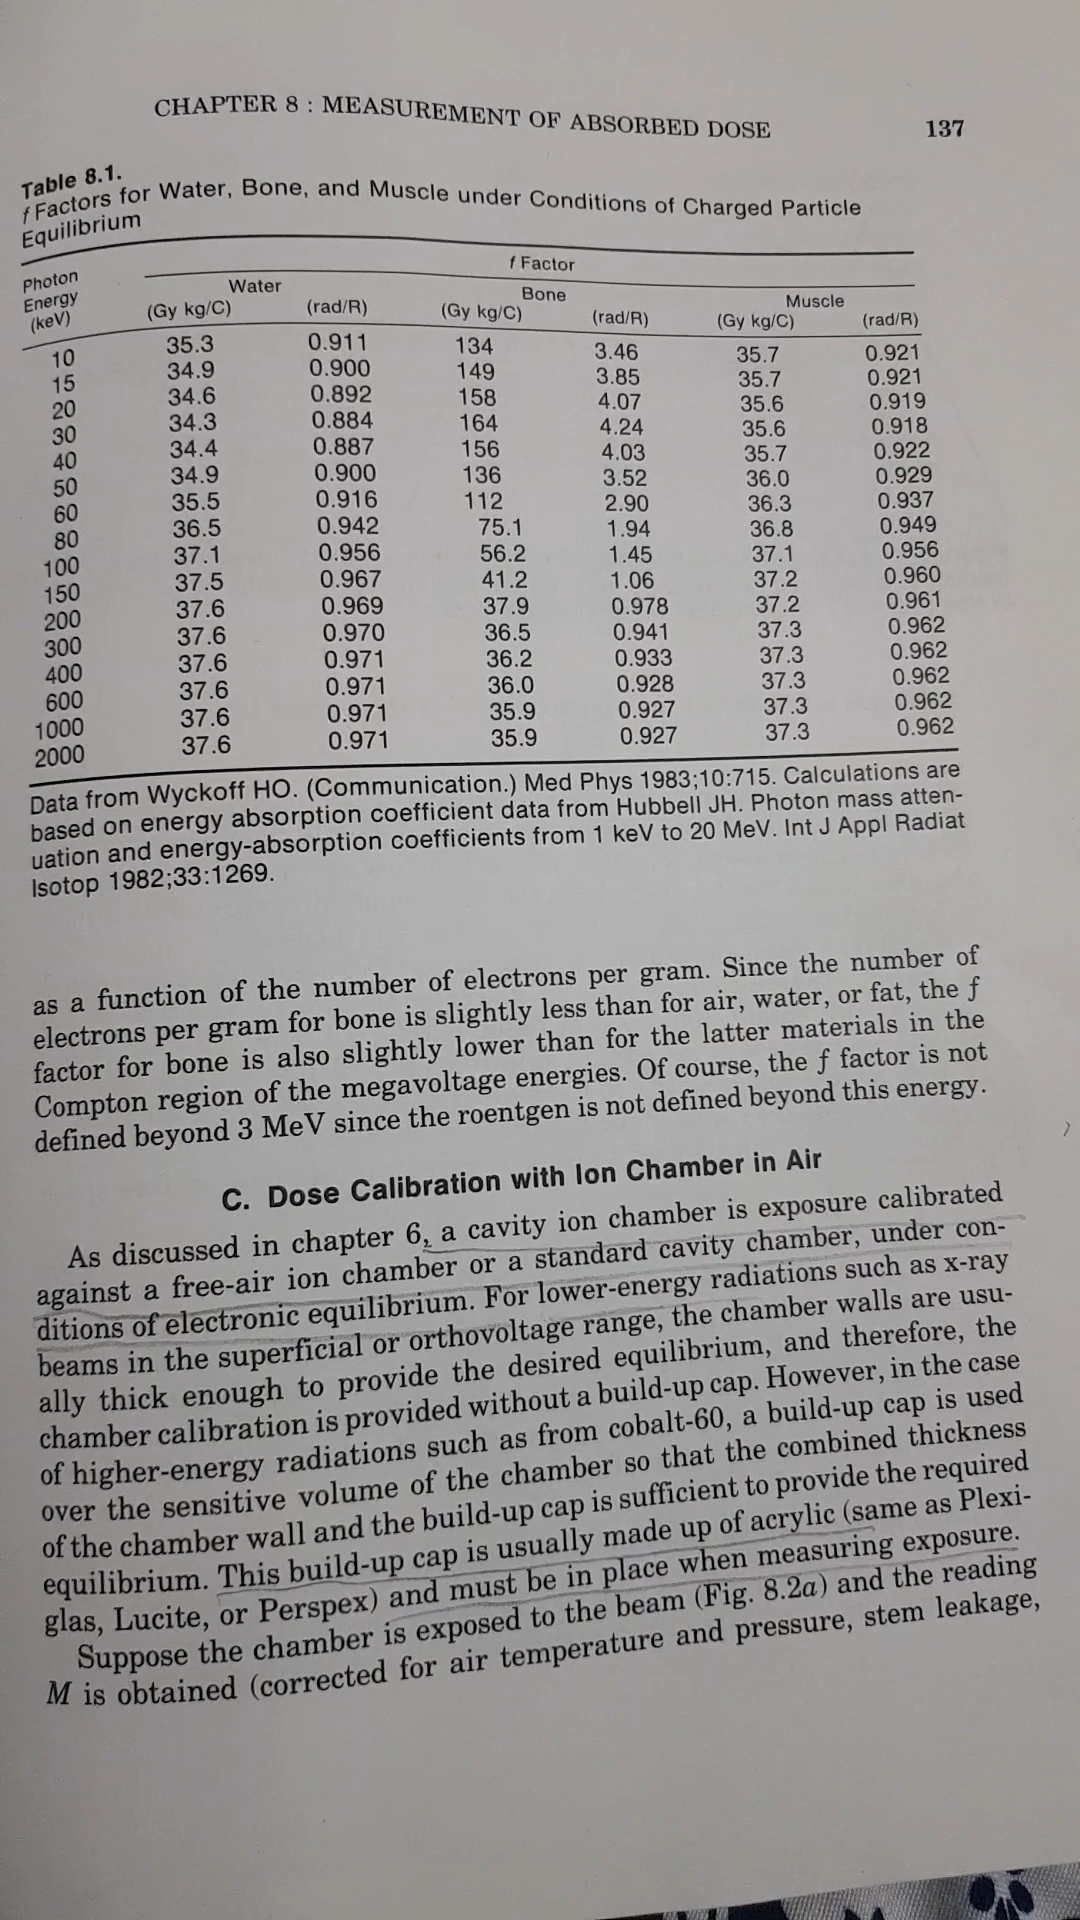 CHAPTER 8 : MEASUREMENT OF ABSORBED DOSE 137
Table 8.1.
f Factors for Water, Bone, and Muscle under Conditions of Charged Particle
Equilibrium
f Factor
Photon
Energy
(keV)
Water Bone Muscle
(Gy kg/C) (rad/R) (Gy kg/C) (rad/R) (Gy kg/C) (rad/R)
10 35.3 0.911 134 3.46 35.7 0.921
15 34.9 0.900 149 3.85 35.7 0.921
20 34.6 0.892 158 4.07 35.6 0.919
30 34.3 0.884 164 4.24 35.6 0.918
40 34.4 0.887 156 4.03 35.7 0.922
50 34.9 0.900 136 3.52 36.0 0.929
60 35.5 0.916 112 2.90 36.3 0.937
80 36.5 0.942 75.1 1.94 36.8 0.949
100 37.1 0.956 56.2 1.45 37.1 0.956
150 37.5 0.967 41.2 1.06 37.2 0.960
200 37.6 0.969 37.9 0.978 37.2 0.961
300 37.6 0.970 36.5 0.941 37.3 0.962
400 37.6 0.971 36.2 0.933 37.3 0.962
600 37.6 0.971 36.0 0.928 37.3 0.962
1000 37.6 0.971 35.9 0.927 37.3 0.962
2000 37.6 0.971 35.9 0.927 37.3 0.962
Data from Wyckoff HO. (Communication.) Med Phys 1983;10:715. Calculations are
based on energy absorption coefficient data from Hubbell JH. Photon mass atten-
uation and energy-absorption coefficients from 1 keV to 20 MeV. Int J Appl Radiat
Isotop 1982;33:1269.
as a function of the number of electrons per gram. Since the number of
electrons per gram for bone is slightly less than for air, water, or fat, the f
factor for bone is also slightly lower than for the latter materials in the
Compton region of the megavoltage energies. Of course, the f factor is not
defined beyond 3 MeV since the roentgen is not defined beyond this energy.
C. Dose Calibration with Ion Chamber in Air
As discussed in chapter 6, a cavity ion chamber is exposure calibrated
against a free-air ion chamber or a standard cavity chamber, under con-
ditions of electronic equilibrium. For lower-energy radiations such as x-ray
beams in the superficial or orthovoltage range, the chamber walls are usu-
ally thick enough to provide the desired equilibrium, and therefore, the
chamber calibration is provided without a build-up cap. However, in the case
of higher-energy radiations such as from cobalt-60, a build-up cap is used
over the sensitive volume of the chamber so that the combined thickness
of the chamber wall and the build-up cap is sufficient to provide the required
equilibrium. This build-up cap is usually made up of acrylic (same as Plexi-
glas, Lucite, or Perspex) and must be in place when measuring exposure.
Suppose the chamber is exposed to the beam (Fig. 8.2a) and the reading
M is obtained (corrected for air temperature and pressure, stem leakage,